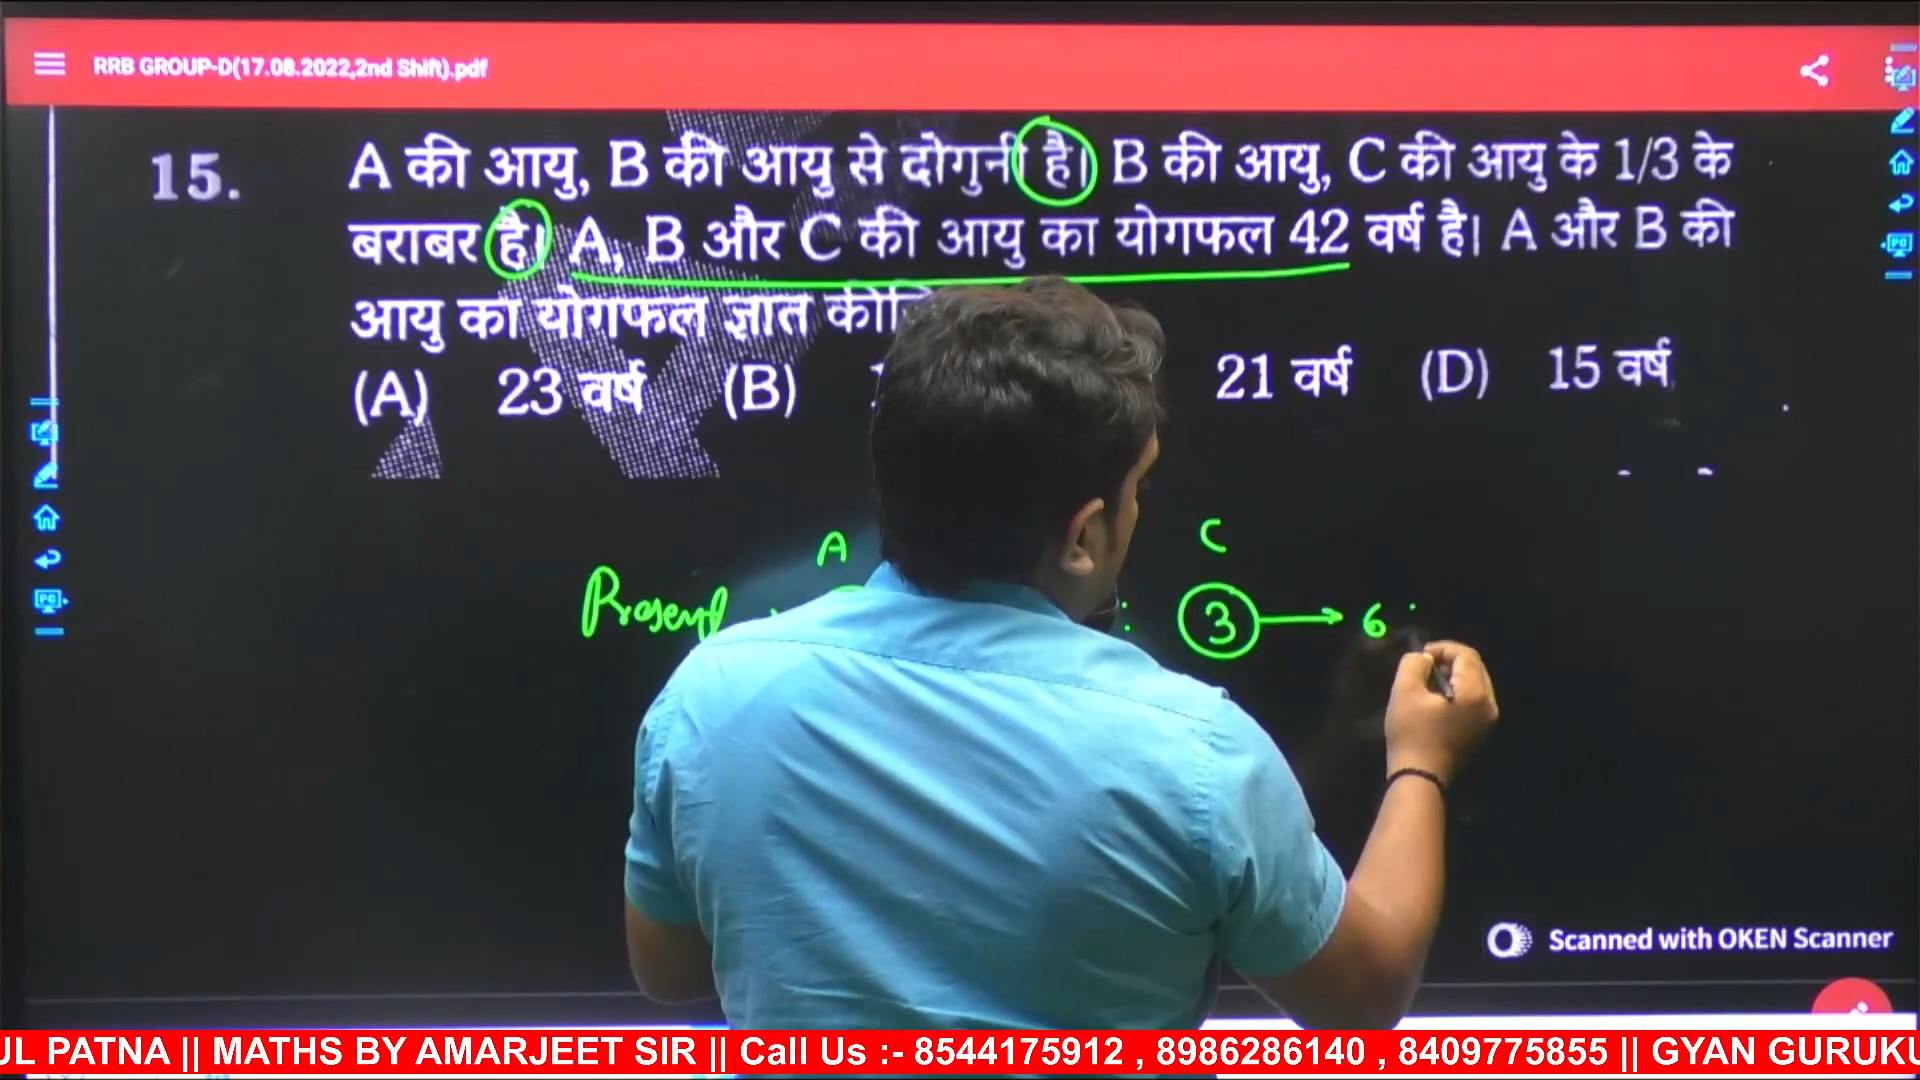 RRB GROUP-D(17.08.2022,2nd Shift).pdf
15. A की आयु, B की आयु से दोगुनी है। B की आयु, C की आयु के 1/3 के
बराबर है। A, B और C की आयु का योगफल 42 वर्ष है। A और B की
आयु का योगफल ज्ञात
(A) 23 वर्ष (B) 21 वर्ष (D) 15 वर्ष
A C
Present : 3 → 6
Scanned with OKEN Scanner
UL PATNA || MATHS BY AMARJEET SIR || Call Us :- 8544175912 , 8986286140 , 8409775855 || GYAN GURUKU